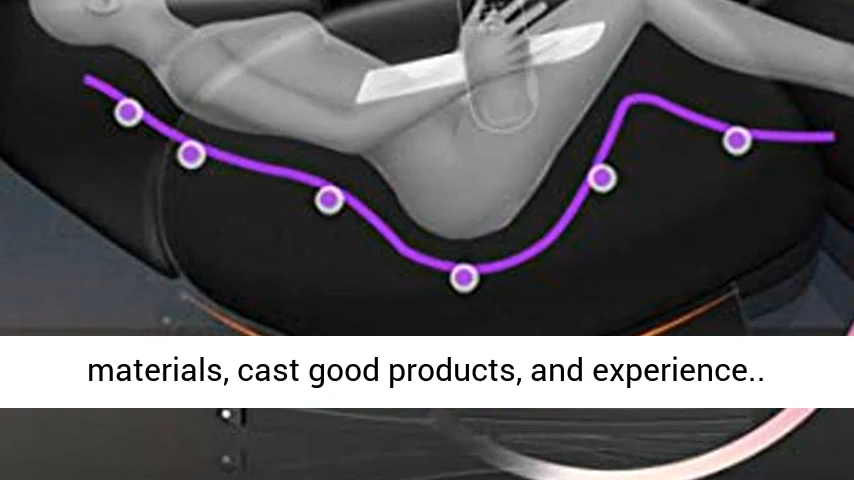 materials, cast good products, and experience..